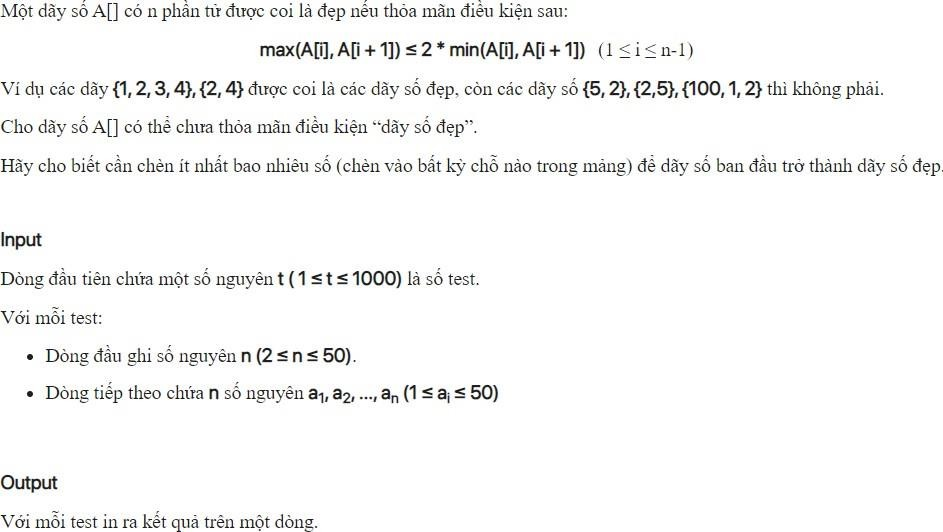 Một dãy số A[] có n phần tử được coi là đẹp nếu thỏa mãn điều kiện sau:
max(A[i], A[i + 1]) ≤ 2 * min(A[i], A[i + 1]) (1 ≤ i ≤ n-1)
Ví dụ các dãy {1, 2, 3, 4}, {2, 4} được coi là các dãy số đẹp, còn các dãy số {5, 2}, {2,5}, {100, 1, 2} thì không phải.
Cho dãy số A[] có thể chưa thỏa mãn điều kiện “dãy số đẹp”.
Hãy cho biết cần chèn ít nhất bao nhiêu số (chèn vào bất kỳ chỗ nào trong mảng) để dãy số ban đầu trở thành dãy số đẹp.
Input
Dòng đầu tiên chứa một số nguyên t ( 1 ≤ t ≤ 1000) là số test.
Với mỗi test:
• Dòng đầu ghi số nguyên n (2 ≤ n ≤ 50).
• Dòng tiếp theo chứa n số nguyên a₁, a₂, ..., aₙ (1 ≤ aᵢ ≤ 50)
Output
Với mỗi test in ra kết quả trên một dòng.